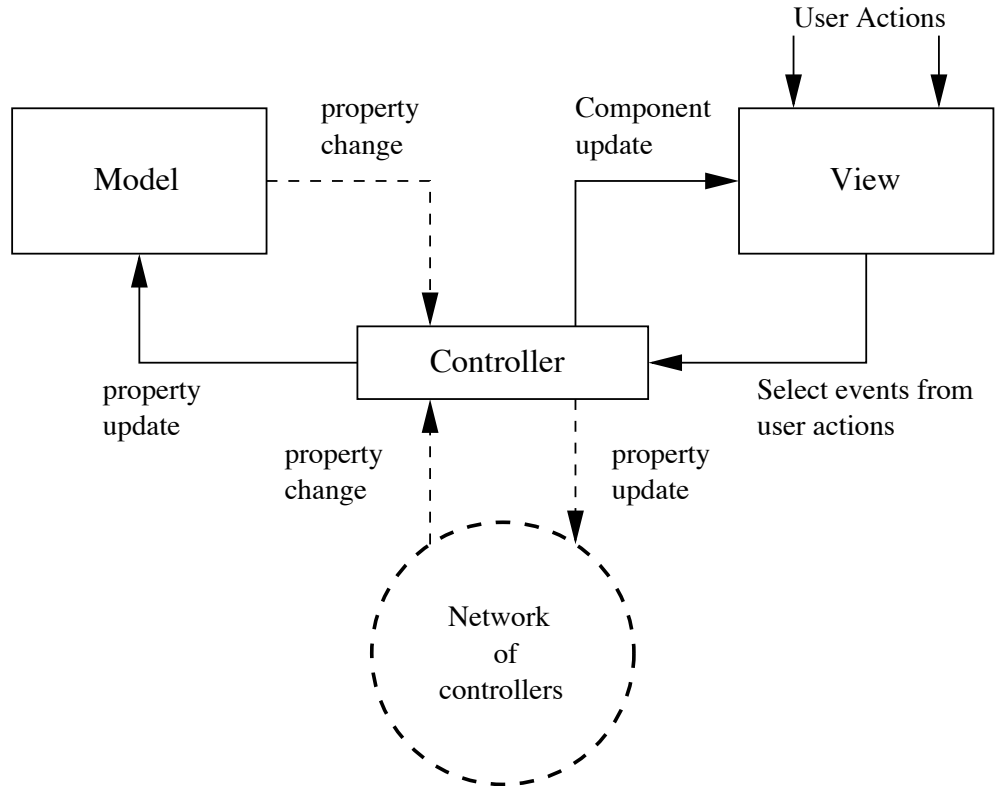 User Actions
property
change
Component
update
Model
View
Controller
property
update
Select events from
user actions
property
change
property
update
Network
of
controllers